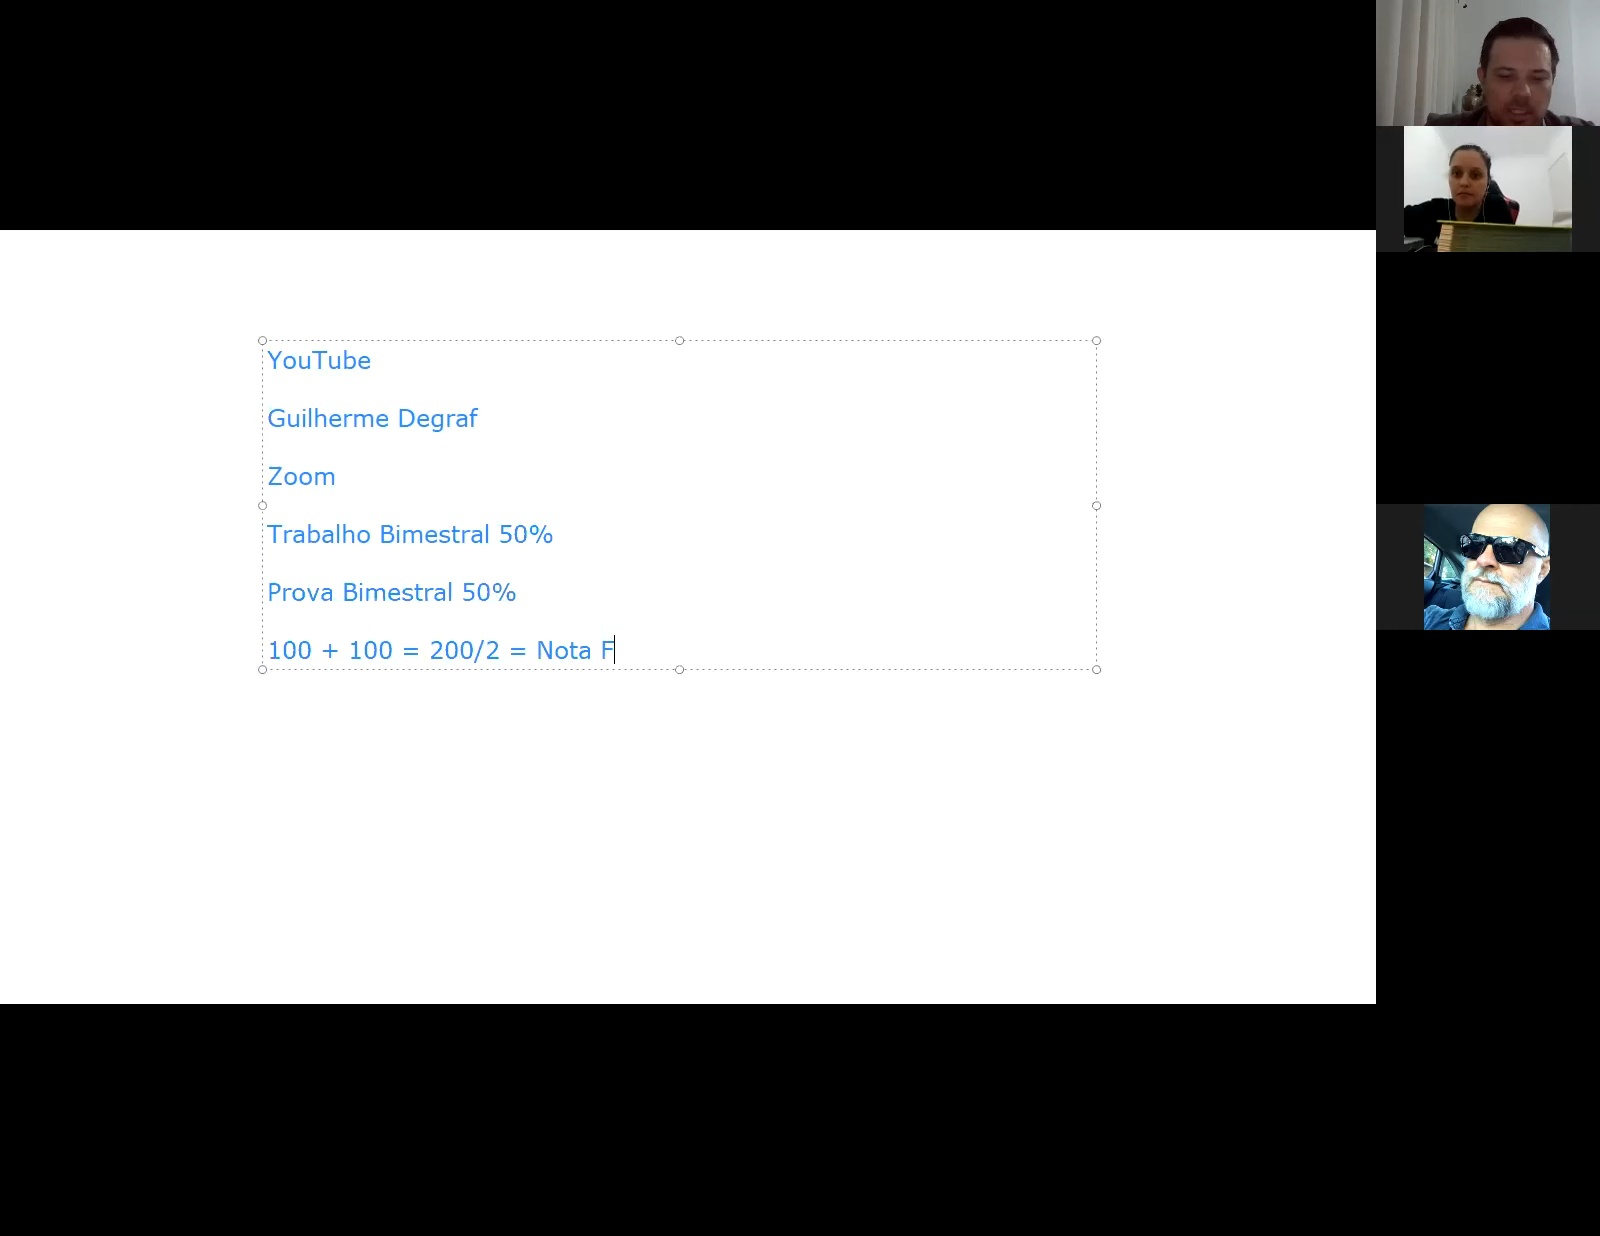 YouTube
Guilherme Degraf
Zoom
Trabalho Bimestral 50%
Prova Bimestral 50%
100 + 100 = 200/2 = Nota F